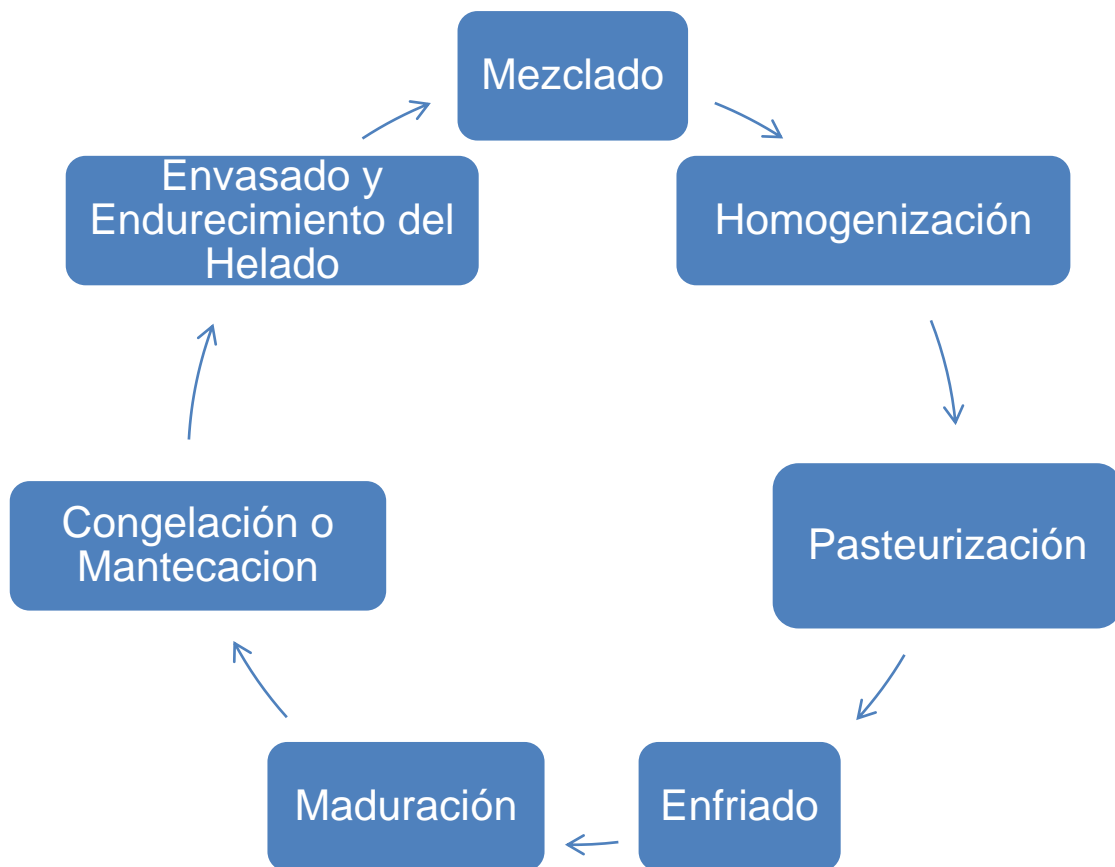 Mezclado
Homogenización
Pasteurización
Enfriado
Maduración
Congelación o
Mantecacion
Envasado y
Endurecimiento del
Helado